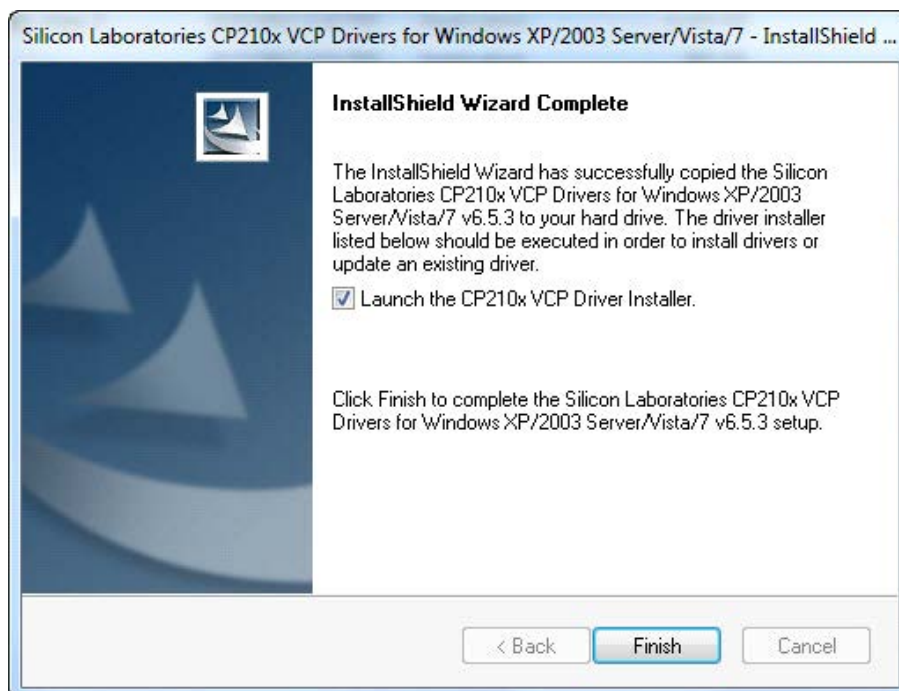 Silicon Laboratories CP210x VCP Drivers for Windows XP/2003 Server/Vista/7 - InstallShield ...
InstallShield Wizard Complete
The InstallShield Wizard has successfully copied the Silicon
Laboratories CP210x VCP Drivers for Windows XP/2003
Server/Vista/7 v6.5.3 to your hard drive. The driver installer
listed below should be executed in order to install drivers or
update an existing driver.
Launch the CP210x VCP Driver Installer.
Click Finish to complete the Silicon Laboratories CP210x VCP
Drivers for Windows XP/2003 Server/Vista/7 v6.5.3 setup.
< Back
Finish
Cancel